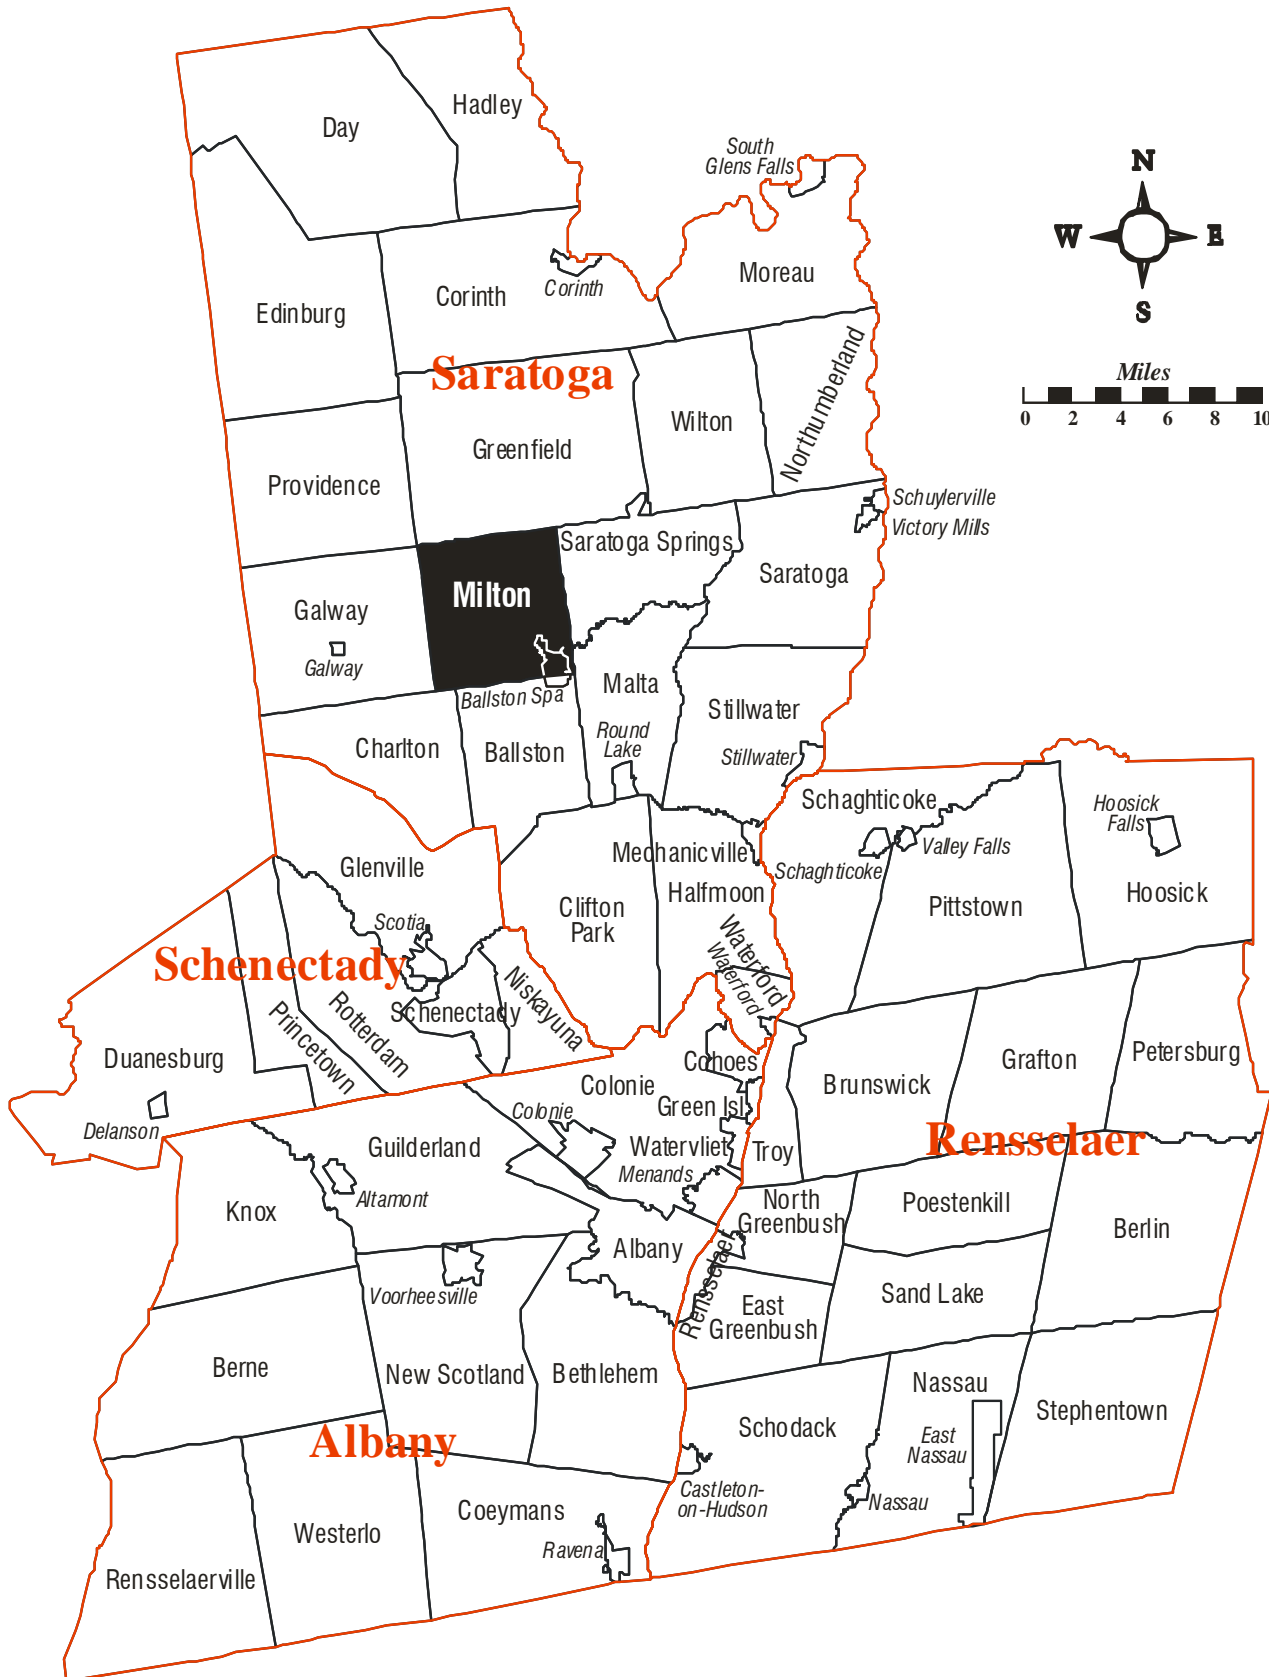 Hadley
Day
South
Glens Falls
N
W
E
S
Moreau
Corinth
Corinth
Edinburg
Miles
0 2 4 6 8 10
Saratoga
Northumberland
Wilton
Greenfield
Providence
Schuylerville
Victory Mills
Saratoga Springs
Saratoga
Milton
Galway
Galway
Malta
Ballston Spa
Stillwater
Round
Lake
Charlton
Ballston
Stillwater
Schaghticoke
Hoosick
Falls
Mechanicville
Valley Falls
Glenville
Schaghticoke
Halfmoon
Hoosick
Clifton
Park
Pittstown
Scotia
Waterford
Waterford
Schenectady
Niskayuna
Schenectady
Rotterdam
Princetown
Duanesburg
Cohoes
Grafton
Petersburg
Colonie
Brunswick
Green Isl
Colonie
Delanson
Rensselaer
Guilderland
Watervliet
Troy
Menands
Altamont
North
Greenbush
Poestenkill
Knox
Berlin
Albany
Rensselaer
Voorheesville
Sand Lake
East
Greenbush
Berne
New Scotland
Bethlehem
Nassau
Stephentown
Albany
Schodack
East
Nassau
Castleton-
on-Hudson
Nassau
Coeymans
Westerlo
Ravena
Rensselaerville